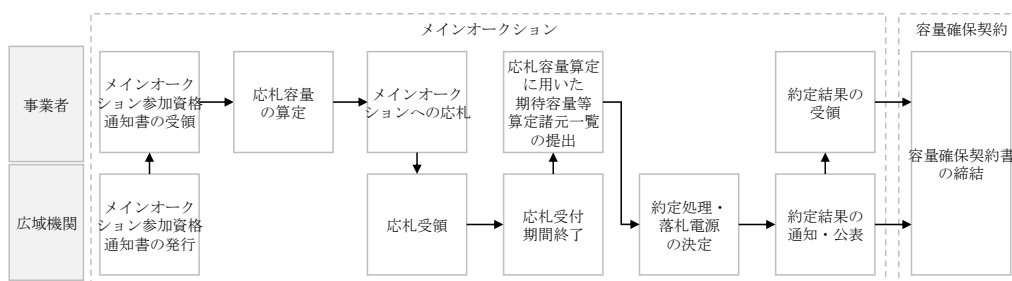 メインオークション
容量確保契約
事業者
メインオーク
ション参加資格
通知書の受領
応札容量
の算定
メインオーク
ションへの応札
応札容量算定
に用いた
期待容量等
算定諸元一覧
の提出
約定結果の
受領
容量確保契約書
の締結
広域機関
メインオーク
ション参加資格
通知書の発行
応札受領
応札受付
期間終了
約定処理・
落札電源
の決定
約定結果の
通知・公表